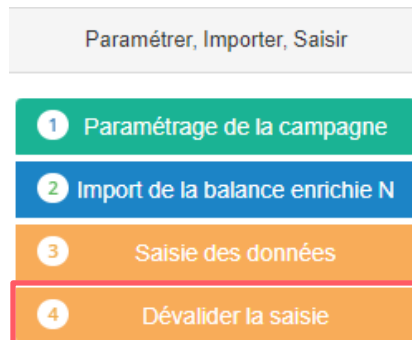 Paramétrer, Importer, Saisir
1 Paramétrage de la campagne
2 Import de la balance enrichie N
3 Saisie des données
4 Dévalider la saisie